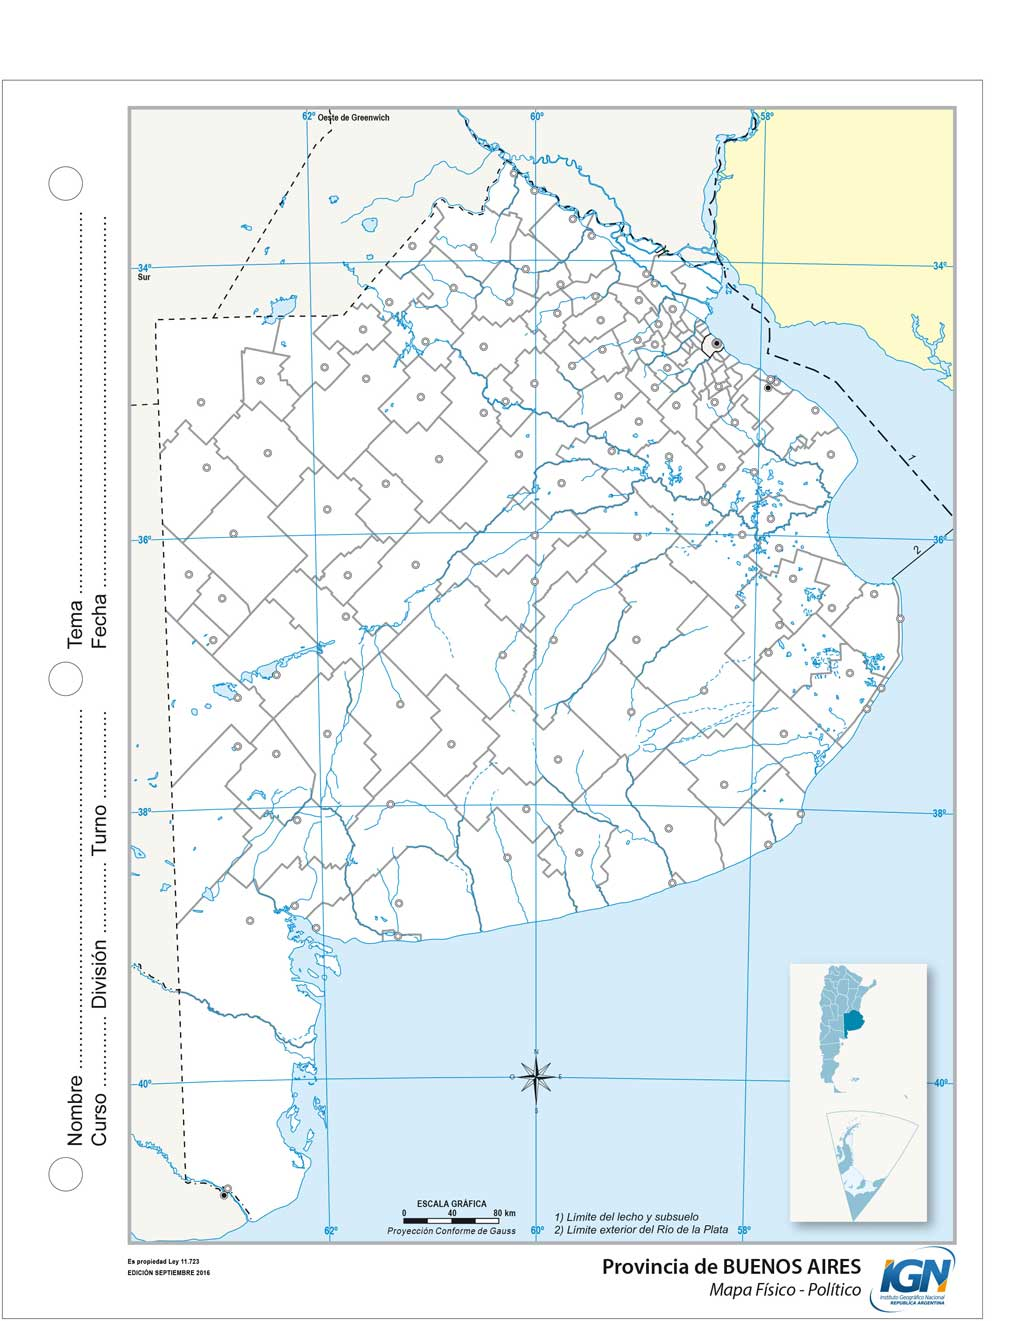 Nombre ........ Tema ........
Curso ........ División ........ Turno ........ Fecha ........
62° Oeste de Greenwich 60° 58°
34° 34°
Sur
1
36° 36°
2
38° 38°
40° 40°
N
O E
S
ESCALA GRÁFICA
0 40 80 km
Proyección Conforme de Gauss
1) Límite del lecho y subsuelo
2) Límite exterior del Río de la Plata
62° 60° 58°
Es propiedad Ley 11.723
EDICIÓN SEPTIEMBRE 2016
Provincia de BUENOS AIRES
Mapa Físico - Político
IGN
Instituto Geográfico Nacional
REPÚBLICA ARGENTINA